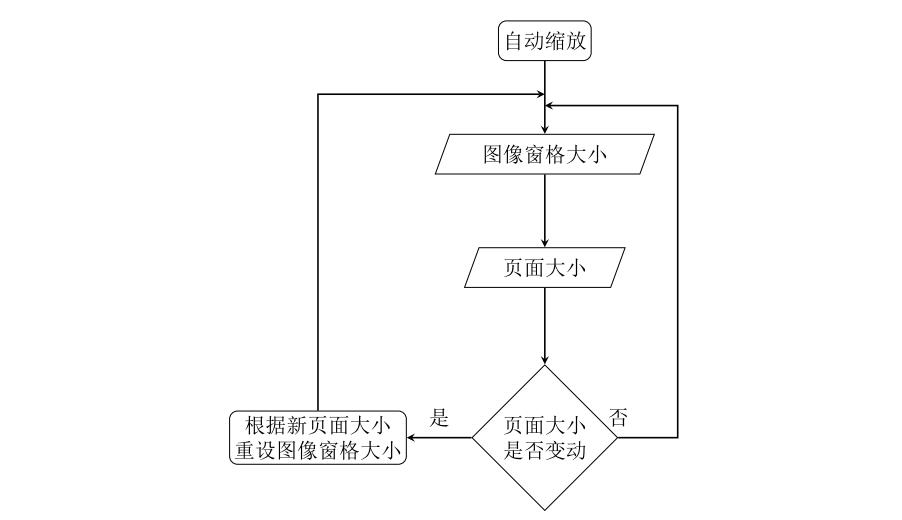 自动缩放
图像窗格大小
页面大小
页面大小
是否变动
是
否
根据新页面大小
重设图像窗格大小